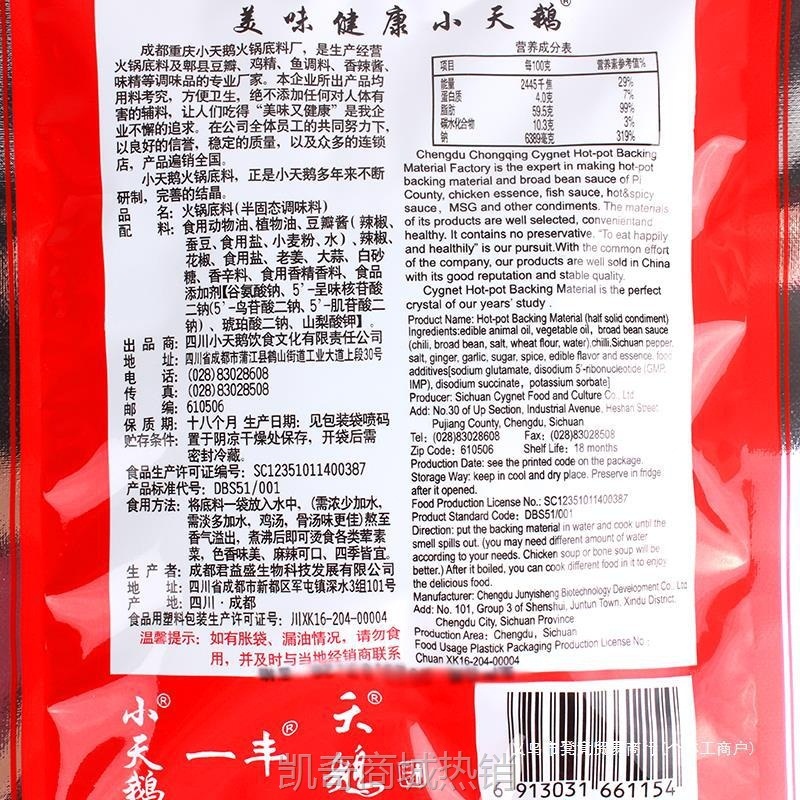 美味健康小天鹅®
成都重庆小天鹅火锅底料厂，是生产经营
火锅底料及郫县豆瓣、鸡精、鱼调料、香辣酱、
味精等调味品的专业厂家。本企业所出产品均
用料考究，方便卫生，绝不添加任何对人体有
害的辅料，让人们吃得“美味又健康”是我企
业不懈的追求。在公司全体员工的共同努力下，
以良好的信誉，稳定的质量，以及众多的连锁
店，产品遍销全国。
小天鹅火锅底料，正是小天鹅多年来不断
研制，完善的结晶。
品名：火锅底料(半固态调味料)
配料：食用动物油、植物油、豆瓣酱（辣椒、
蚕豆、食用盐、小麦粉、水）、辣椒、
花椒、食用盐、老姜、大蒜、白砂
糖、香辛料、食用香精香料、食品
添加剂【谷氨酸钠、5'-呈味核苷酸
二钠(5'-鸟苷酸二钠、5'-肌苷酸二
钠)、琥珀酸二钠、山梨酸钾】。
出品商：四川小天鹅饮食文化有限责任公司
地址：四川省成都市蒲江县鹤山街道工业大道上段30号
电话：(028)83028608
传真：(028)83028508
邮编：610506
保质期：十八个月 生产日期：见包装袋喷码
贮存条件：置于阴凉干燥处保存，开袋后需
密封冷藏。
食品生产许可证编号：SC12351011400387
产品标准代号：DBS51/001
食用方法：将底料一袋放入水中，(需浓少加水，
需淡多加水，鸡汤，骨汤味更佳)熬至
香气溢出，煮沸后即可烫食各类荤素
菜，色香味美、麻辣可口、四季皆宜。
生产者：成都君益盛生物科技发展有限公司
地址：四川省成都市新都区军屯镇深水3组101号
产地：四川·成都
食品用塑料包装生产许可证号：川XK16-204-00004
温馨提示：如有胀袋、漏油情况，请勿食
用，并及时与当地经销商联系
营养成分表
项目 每100克 营养素参考值%
能量 2445千焦 29%
蛋白质 4.0克 7%
脂肪 59.5克 99%
碳水化合物 10.3克 3%
钠 6389毫克 319%
Chengdu Chongqing Cygnet Hot-pot Backing
Material Factory is the expert in making hot-pot
backing material and broad bean sauce of Pi
County, chicken essence, fish sauce, hot&spicy
sauce，MSG and other condiments. The materials
of its products are well selected, convenientand
healthy. It contains no preservative. “To eat happily
and healthily” is our pursuit.With the common effort
of the company, our products are well sold in China
with its good reputation and stable quality.
Cygnet Hot-pot Backing Material is the perfect
crystal of our years' study .
Product Name: Hot-pot Backing Material (half solid condiment)
Ingredients:edible animal oil, vegetable oil, broad bean sauce
(chili, broad bean, salt, wheat flour, water),chilli,Sichuan pepper,
salt, ginger, garlic, sugar, spice, edible flavor and essence, food
additives[sodium glutamate, disodium 5'-ribonucleotide (GMP,
IMP), disodium succinate，potassium sorbate]
Producer: Sichuan Cygnet Food and Culture Co., Ltd
Add: No.30 of Up Section, Industrial Avenue, Heshan Street
Pujiang County, Chengdu, Sichuan
Tel：(028)83028608 Fax：(028)83028508
Zip Code：610506 Shelf Life：18 months
Production Date: see the printed code on the package.
Storage Way: keep in cool and dry place. Preserve in fridge
after it opened.
Food Production License No.: SC12351011400387
Product Standard Code：DBS51/001
Direction: put the backing material in water and cook until the
smell spills out. (you may need different amount of water
according to your needs. Chicken soup or bone soup will be
better.) After it boiled, you can cook different food in it to enjoy
the delicious food.
Manufacturer: Chengdu Junyisheng Biotechnology Development Co., Ltd
Add: No. 101, Group 3 of Shenshui, Juntun Town, Xindu District,
Chengdu City, Sichuan Province
Production Area：Chengdu，Sichuan
Food Usage Plastick Packaging Production License No.:
Chuan XK16-204-00004
小天鹅®
一丰®
天鹅®
凯奇商城热销
6 913031 661154